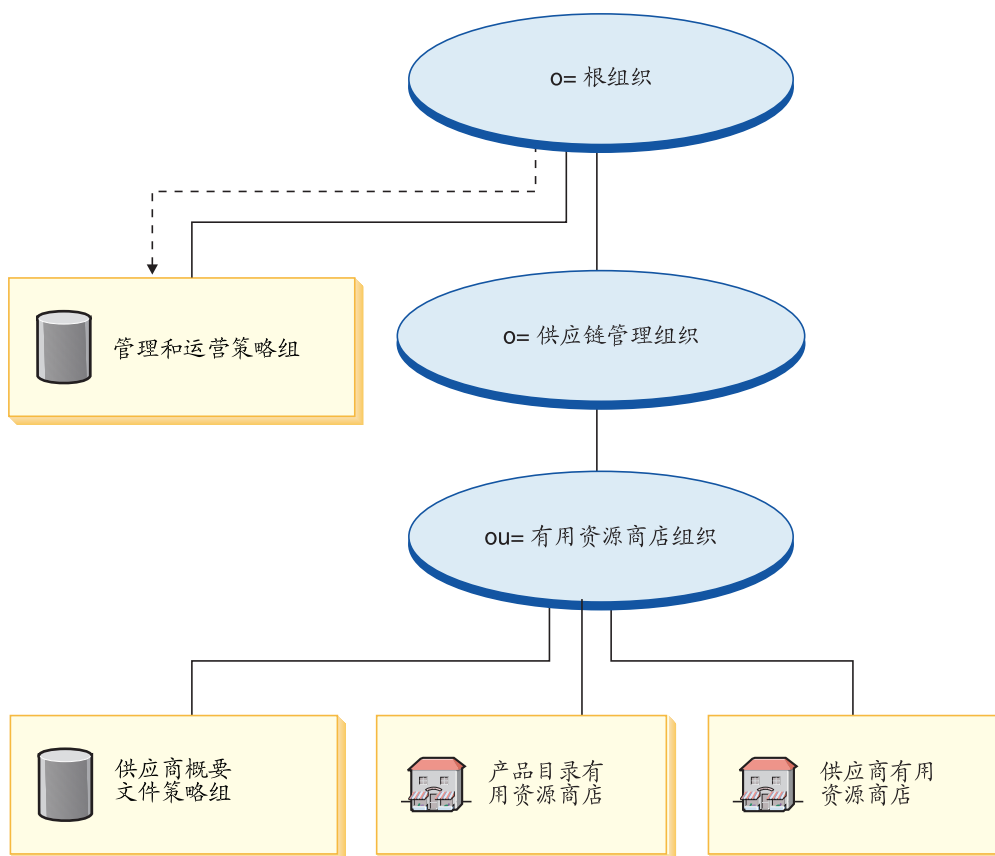 o= 根组织
管理和运营策略组
o= 供应链管理组织
ou= 有用资源商店组织
供应商概要
文件策略组
产品目录有
用资源商店
供应商有用
资源商店